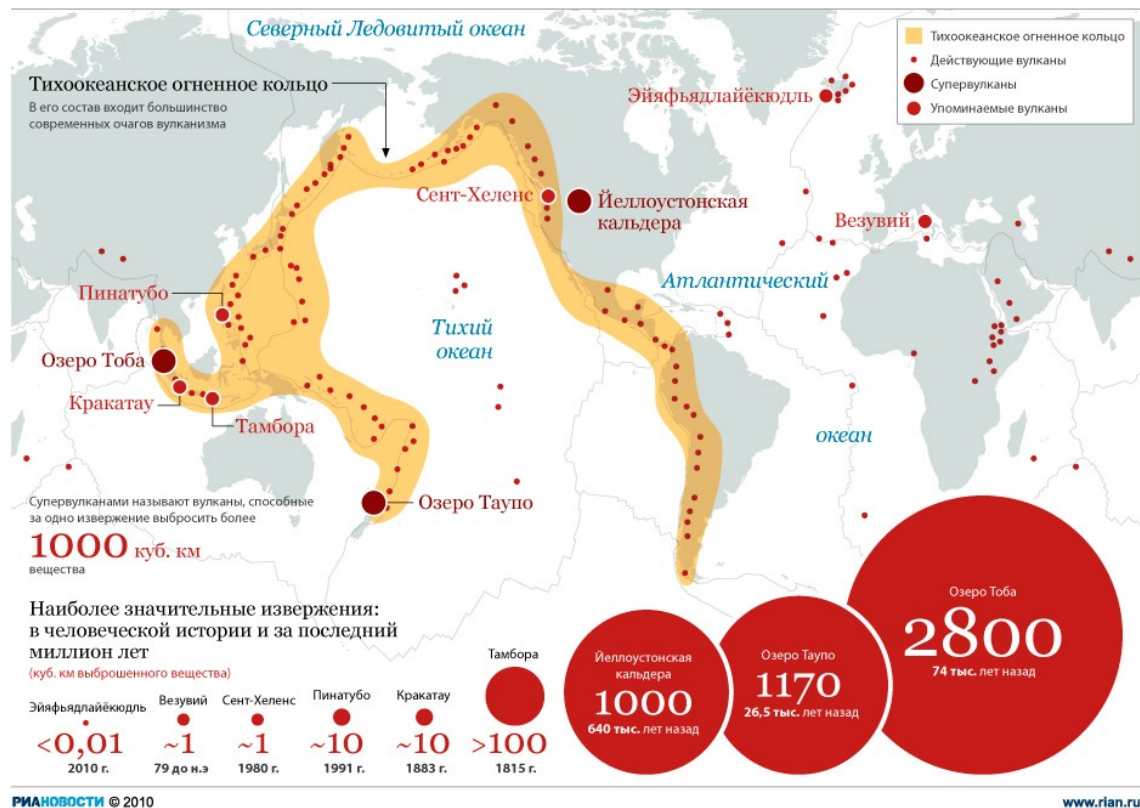 Северный Ледовитый океан
Тихоокеанское огненное кольцо
Действующие вулканы
Супервулканы
Упоминаемые вулканы
Тихоокеанское огненное кольцо
В его состав входит большинство
современных очагов вулканизма
Эйяфьядлайёкюдль
Сент-Хеленс
Йеллоустонская
кальдера
Везувий
Атлантический
Пинатубо
Тихий
океан
Озеро Тоба
Кракатау
Тамбора
океан
Озеро Таупо
Супервулканами называют вулканы, способные
за одно извержение выбросить более
1000 куб. км
вещества
Наиболее значительные извержения:
в человеческой истории и за последний
миллион лет
(куб. км выброшенного вещества)
Эйяфьядлайёкюдль
<0,01
2010 г.
Везувий
~1
79 до н.э
Сент-Хеленс
~1
1980 г.
Пинатубо
~10
1991 г.
Кракатау
~10
1883 г.
Тамбора
>100
1815 г.
Йеллоустонская
кальдера
1000
640 тыс. лет назад
Озеро Таупо
1170
26,5 тыс. лет назад
Озеро Тоба
2800
74 тыс. лет назад
РИАНОВОСТИ © 2010
www.rian.ru